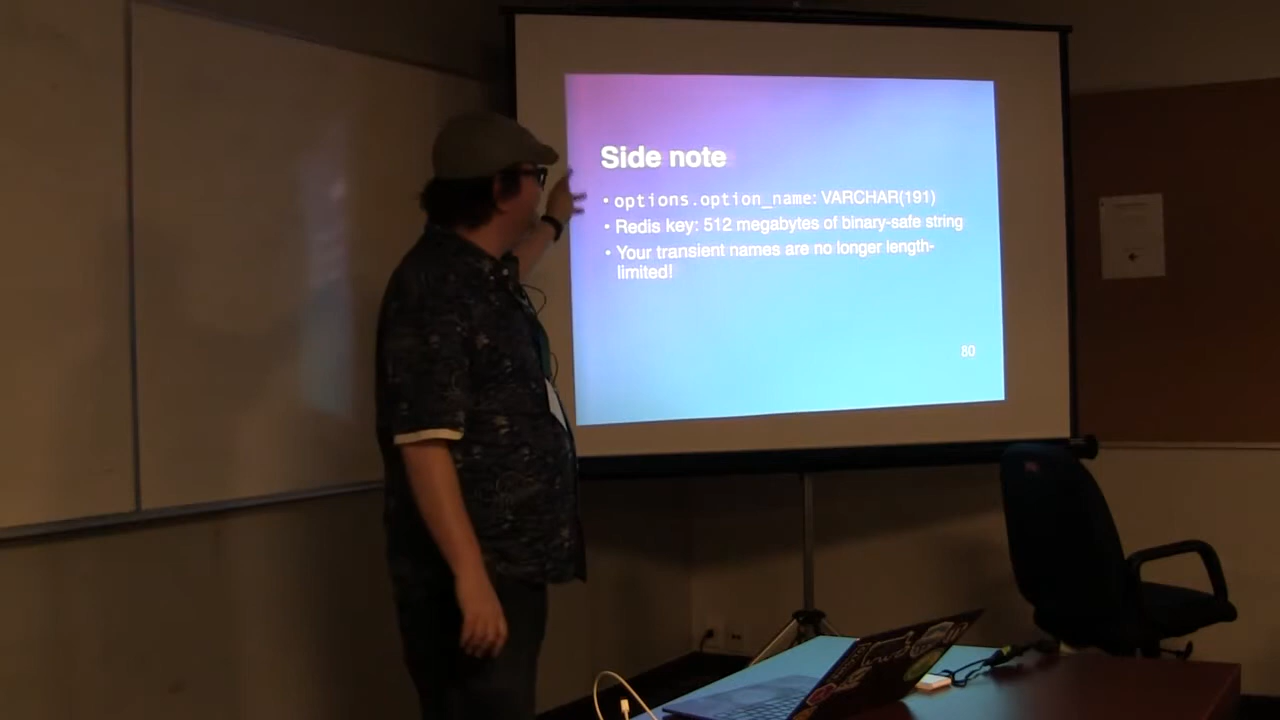 Side note
• options.option_name: VARCHAR(191)
• Redis key: 512 megabytes of binary-safe string
• Your transient names are no longer length-
limited!
80